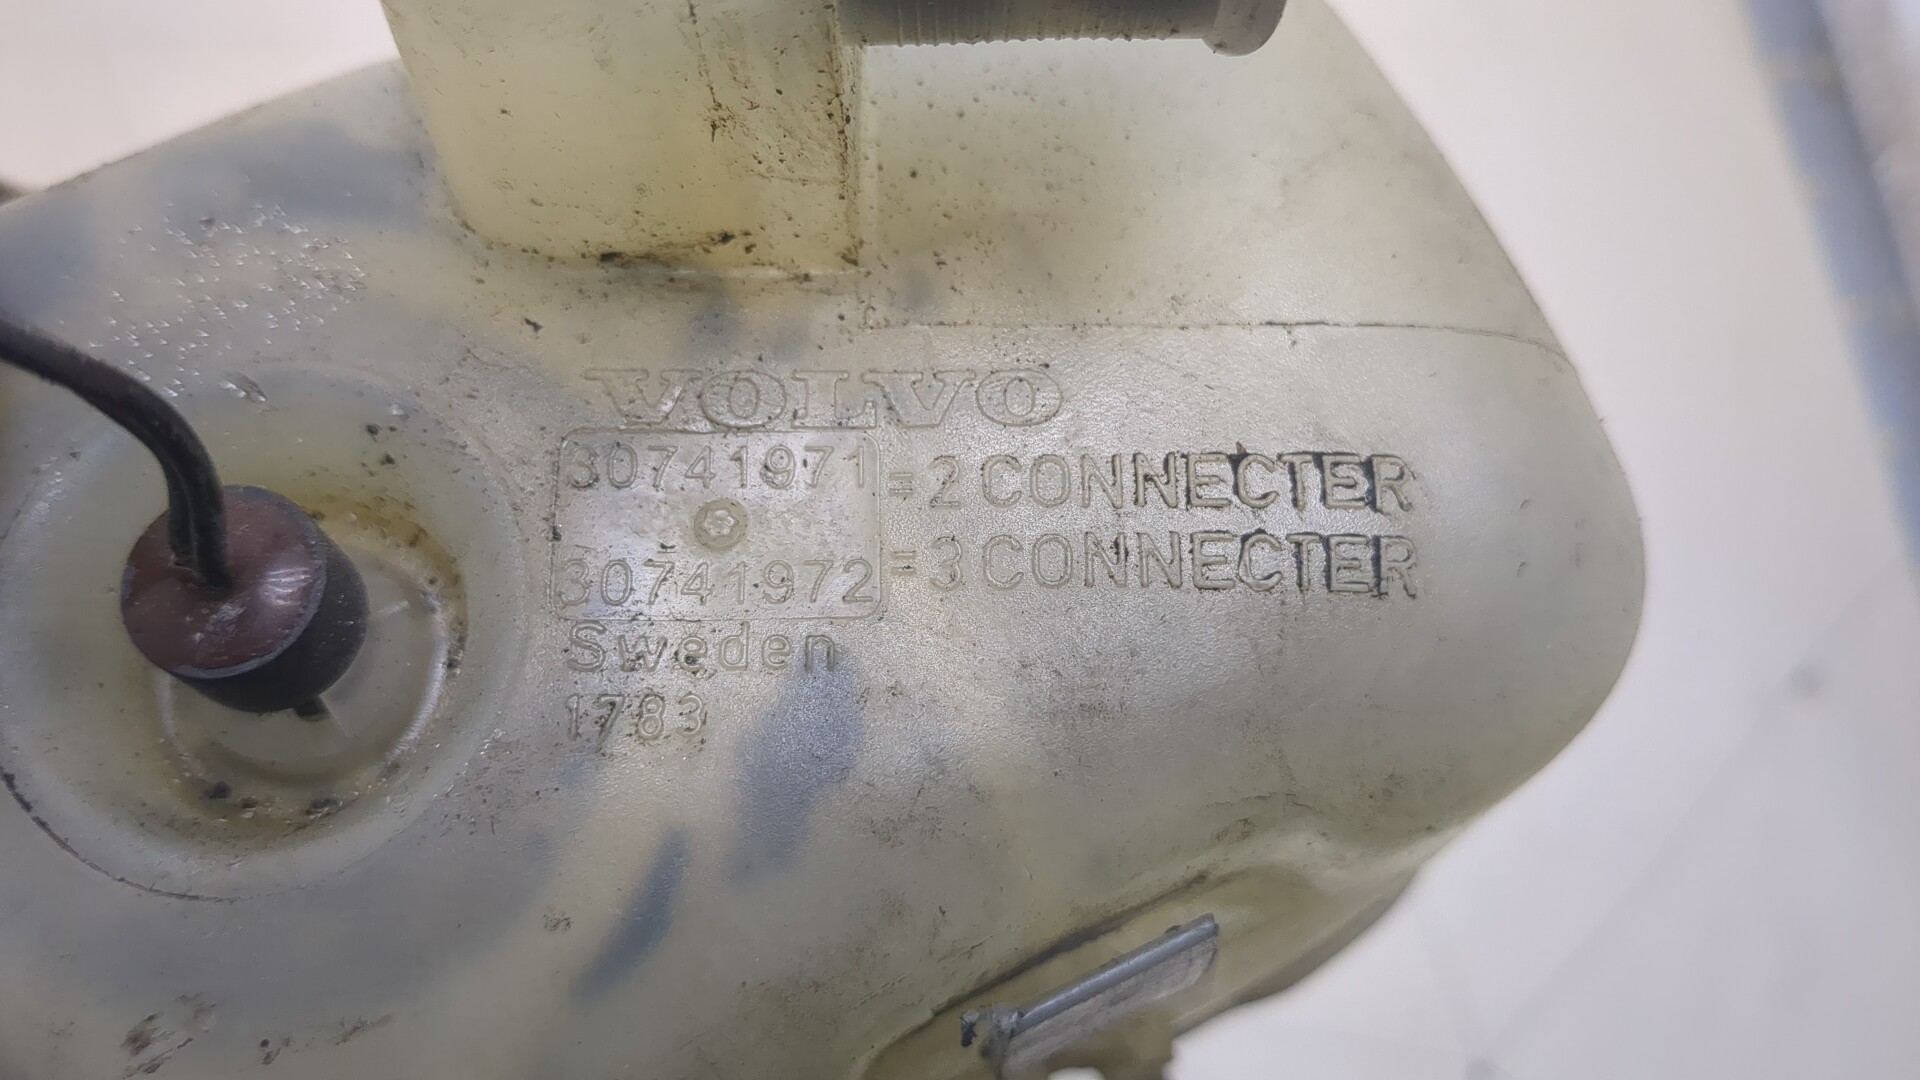 VOLVO
30741971 = 2 CONNECTER
30741972 = 3 CONNECTER
Sweden
1783